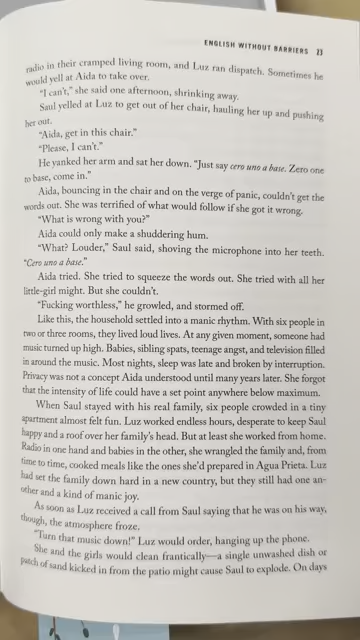 ENGLISH WITHOUT BARRIERS 23
radio in their cramped living room, and Luz ran dispatch. Sometimes he
would yell at Aida to take over.
"I can't," she said one afternoon, shrinking away.
Saul yelled at Luz to get out of her chair, hauling her up and pushing
her out.
"Aida, get in this chair."
"Please, I can't."
He yanked her arm and sat her down. "Just say cero uno a base. Zero one
to base, come in."
Aida, bouncing in the chair and on the verge of panic, couldn't get the
words out. She was terrified of what would follow if she got it wrong.
"What is wrong with you?"
Aida could only make a shuddering hum.
"What? Louder," Saul said, shoving the microphone into her teeth.
"Cero uno a base."
Aida tried. She tried to squeeze the words out. She tried with all her
little-girl might. But she couldn't.
"Fucking worthless," he growled, and stormed off.
Like this, the household settled into a manic rhythm. With six people in
two or three rooms, they lived loud lives. At any given moment, someone had
music turned up high. Babies, sibling spats, teenage angst, and television filled
in around the music. Most nights, sleep was late and broken by interruption.
Privacy was not a concept Aida understood until many years later. She forgot
that the intensity of life could have a set point anywhere below maximum.
When Saul stayed with his real family, six people crowded in a tiny
apartment almost felt fun. Luz worked endless hours, desperate to keep Saul
happy and a roof over her family's head. But at least she worked from home.
Radio in one hand and babies in the other, she wrangled the family and, from
time to time, cooked meals like the ones she'd prepared in Agua Prieta. Luz
had set the family down hard in a new country, but they still had one an-
other and a kind of manic joy.
As soon as Luz received a call from Saul saying that he was on his way,
though, the atmosphere froze.
"Turn that music down!" Luz would order, hanging up the phone.
She and the girls would clean frantically—a single unwashed dish or
patch of sand kicked in from the patio might cause Saul to explode. On days